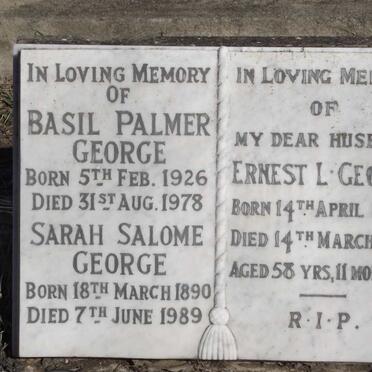 IN LOVING MEMORY
OF
BASIL PALMER
GEORGE
BORN 5TH FEB. 1926
DIED 31ST AUG. 1978
SARAH SALOME
GEORGE
BORN 18TH MARCH 1890
DIED 7TH JUNE 1989
IN LOVING
OF
MY DEAR
ERNEST L.
BORN 14TH APRIL
DIED 14TH MARCH
AGED 58 YRS, 11
R.I.P.